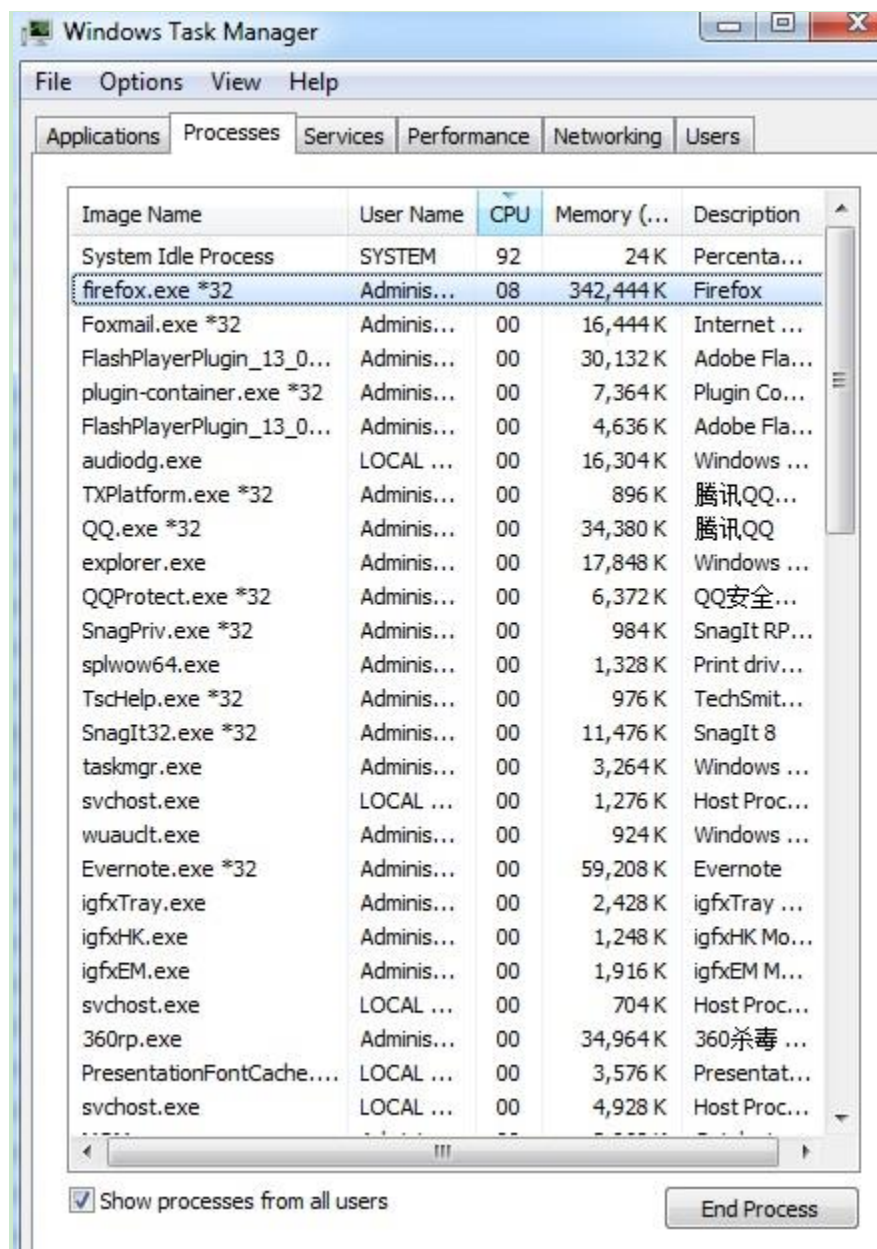 Windows Task Manager
File Options View Help
Applications Processes Services Performance Networking Users
Image Name User Name CPU Memory (... Description
System Idle Process SYSTEM 92 24 K Percenta...
firefox.exe *32 Adminis... 08 342,444 K Firefox
Foxmail.exe *32 Adminis... 00 16,444 K Internet ...
FlashPlayerPlugin_13_0... Adminis... 00 30,132 K Adobe Fla...
plugin-container.exe *32 Adminis... 00 7,364 K Plugin Co...
FlashPlayerPlugin_13_0... Adminis... 00 4,636 K Adobe Fla...
audiodg.exe LOCAL ... 00 16,304 K Windows ...
TXPlatform.exe *32 Adminis... 00 896 K 腾讯QQ...
QQ.exe *32 Adminis... 00 34,380 K 腾讯QQ
explorer.exe Adminis... 00 17,848 K Windows ...
QQProtect.exe *32 Adminis... 00 6,372 K QQ安全...
SnagPriv.exe *32 Adminis... 00 984 K SnagIt RP...
splwow64.exe Adminis... 00 1,328 K Print driv...
TscHelp.exe *32 Adminis... 00 976 K TechSmit...
SnagIt32.exe *32 Adminis... 00 11,476 K SnagIt 8
taskmgr.exe Adminis... 00 3,264 K Windows ...
svchost.exe LOCAL ... 00 1,276 K Host Proc...
wuauclt.exe Adminis... 00 924 K Windows ...
Evernote.exe *32 Adminis... 00 59,208 K Evernote
igfxTray.exe Adminis... 00 2,428 K igfxTray ...
igfxHK.exe Adminis... 00 1,248 K igfxHK Mo...
igfxEM.exe Adminis... 00 1,916 K igfxEM M...
svchost.exe LOCAL ... 00 704 K Host Proc...
360rp.exe Adminis... 00 34,964 K 360杀毒 ...
PresentationFontCache.... LOCAL ... 00 3,576 K Presentat...
svchost.exe LOCAL ... 00 4,928 K Host Proc...
Show processes from all users
End Process